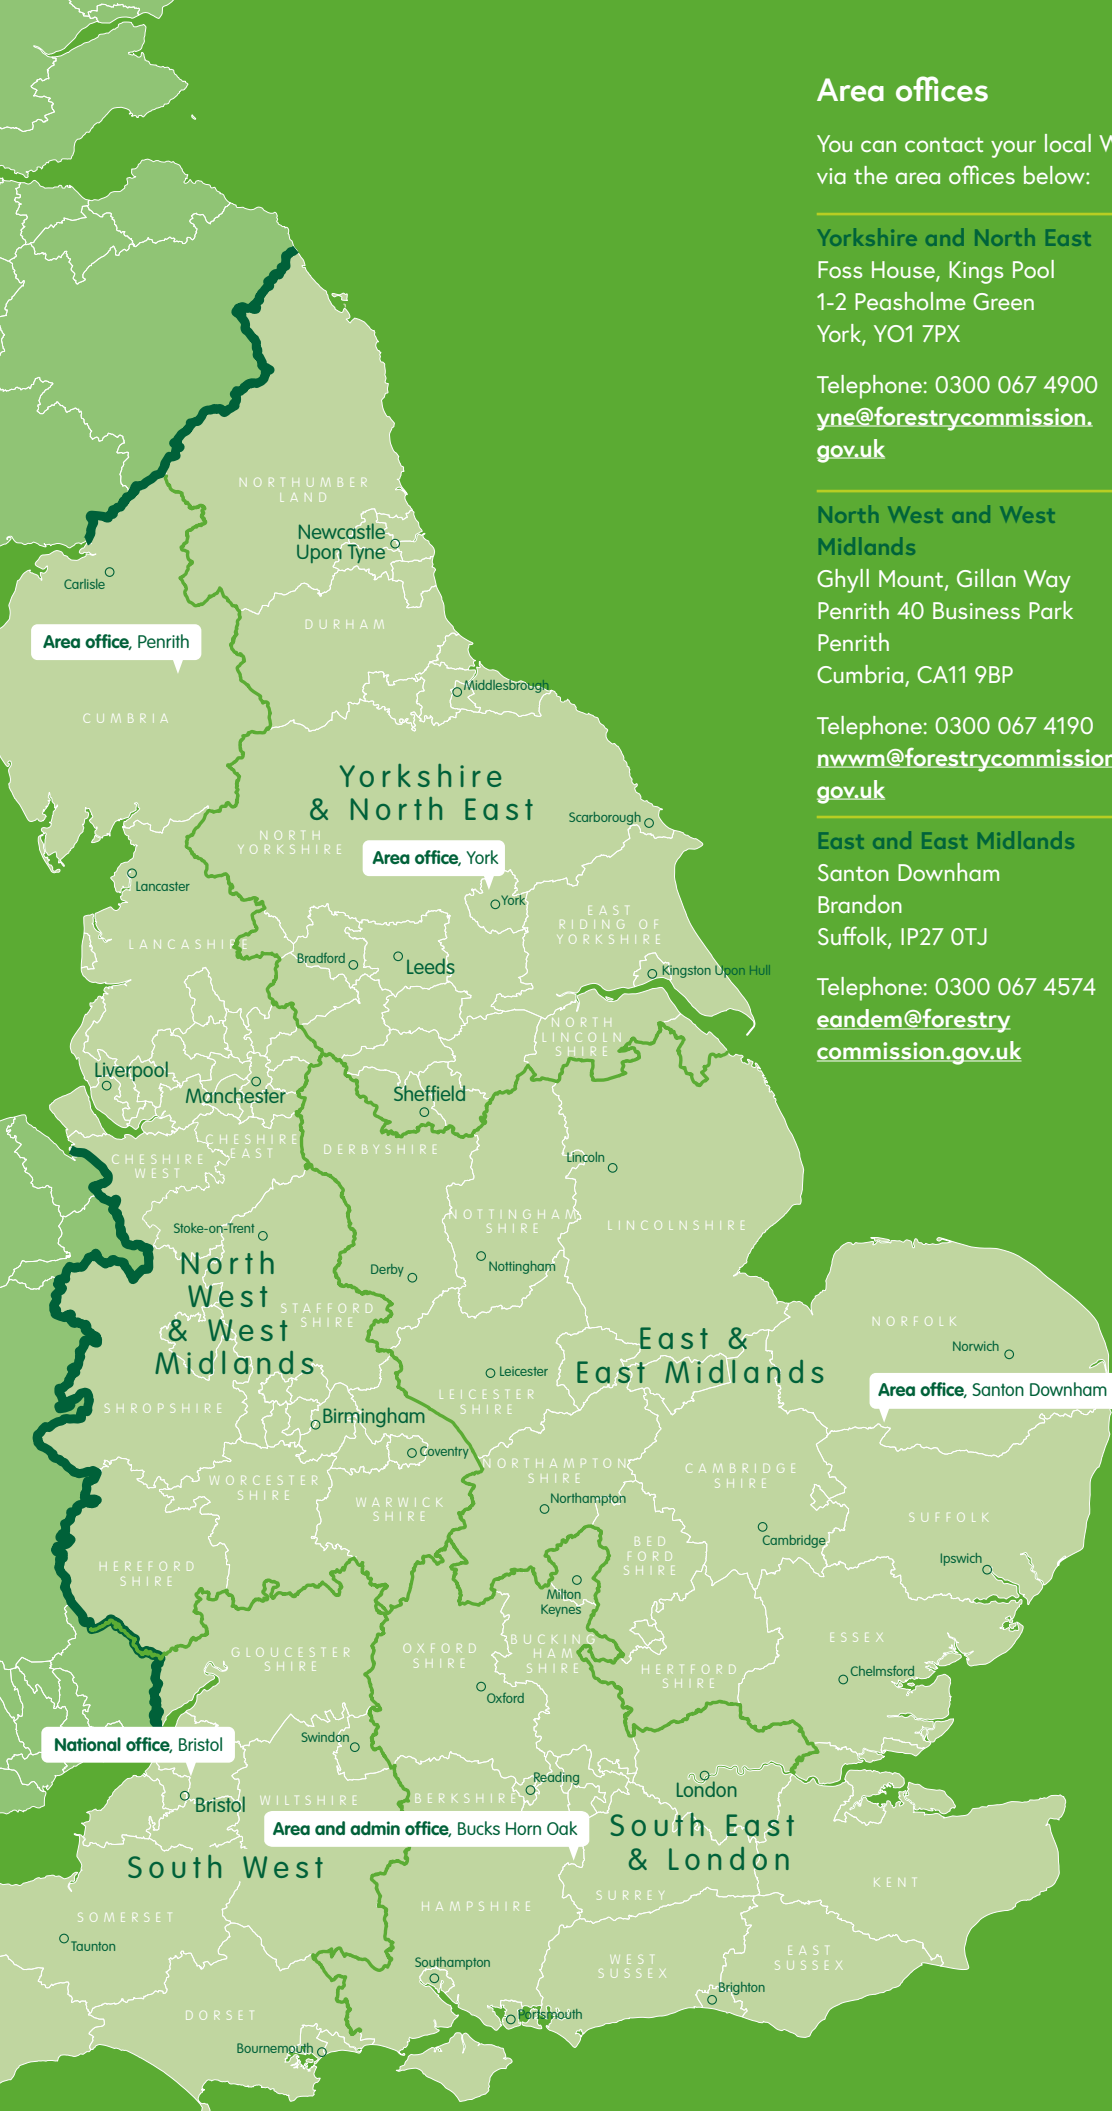 Area offices
You can contact your local W
via the area offices below:
Yorkshire and North East
Foss House, Kings Pool
1-2 Peasholme Green
York, YO1 7PX
Telephone: 0300 067 4900
yne@forestrycommission.
gov.uk
North West and West
Midlands
Ghyll Mount, Gillan Way
Penrith 40 Business Park
Penrith
Cumbria, CA11 9BP
Telephone: 0300 067 4190
nwwm@forestrycommission
gov.uk
East and East Midlands
Santon Downham
Brandon
Suffolk, IP27 0TJ
Telephone: 0300 067 4574
eandem@forestry
commission.gov.uk
NORTHUMBER
LAND
Newcastle
Upon Tyne
Carlisle
DURHAM
Area office, Penrith
Middlesbrough
CUMBRIA
Yorkshire
& North East
Scarborough
NORTH
YORKSHIRE
Area office, York
Lancaster
York
EAST
RIDING OF
YORKSHIRE
LANCASHIRE
Bradford
Leeds
Kingston Upon Hull
NORTH
LINCOLN
SHIRE
Liverpool
Manchester
Sheffield
CHESHIRE
EAST
CHESHIRE
WEST
DERBYSHIRE
Lincoln
NOTTINGHAM
SHIRE
LINCOLNSHIRE
Stoke-on-Trent
North
West
& West
Midlands
Derby
Nottingham
STAFFORD
SHIRE
NORFOLK
East &
East Midlands
Norwich
Leicester
LEICESTER
SHIRE
Area office, Santon Downham
SHROPSHIRE
Birmingham
Coventry
NORTHAMPTON
SHIRE
CAMBRIDGE
SHIRE
WORCESTER
SHIRE
WARWICK
SHIRE
Northampton
SUFFOLK
BED
FORD
SHIRE
Cambridge
HEREFORD
SHIRE
Ipswich
Milton
Keynes
ESSEX
GLOUCESTER
SHIRE
OXFORD
SHIRE
BUCKING
HAM
SHIRE
HERTFORD
SHIRE
Chelmsford
Oxford
National office, Bristol
Swindon
Reading
London
Bristol
WILTSHIRE
BERKSHIRE
Area and admin office, Bucks Horn Oak
South East
& London
South West
KENT
SURREY
HAMPSHIRE
SOMERSET
Taunton
EAST
SUSSEX
WEST
SUSSEX
Southampton
Brighton
DORSET
Portsmouth
Bournemouth